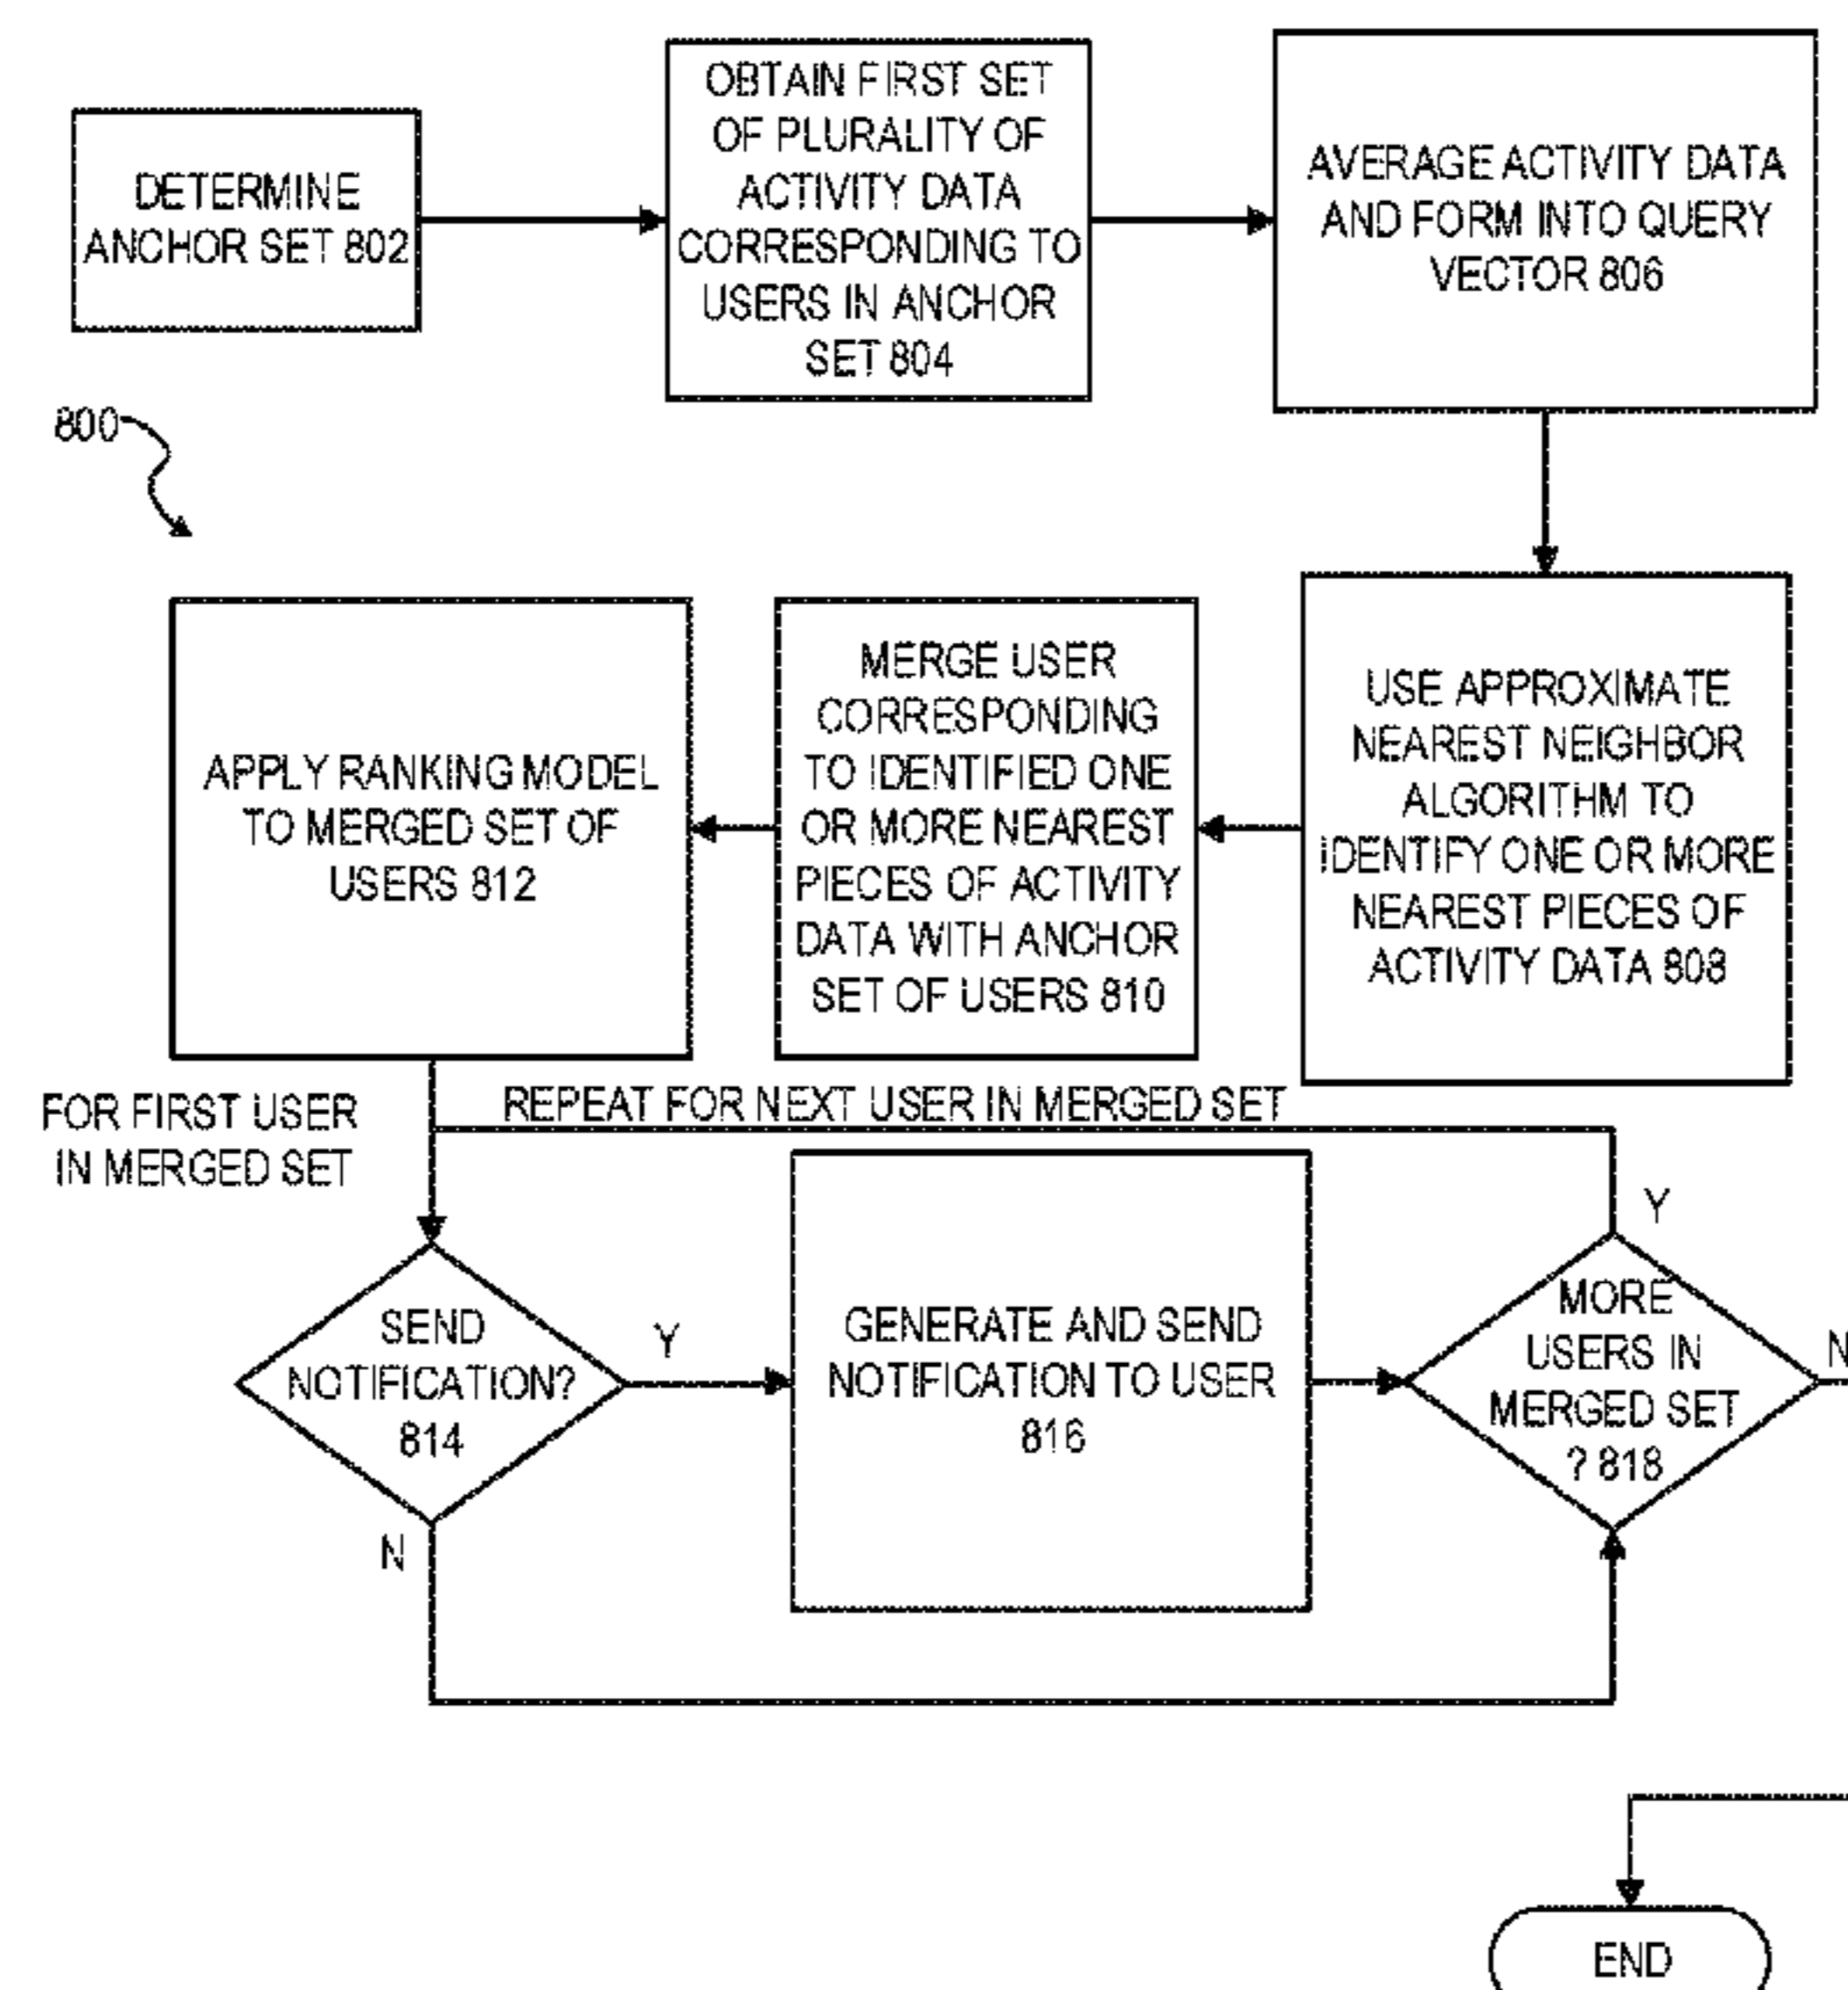 DETERMINE
ANCHOR SET 802
OBTAIN FIRST SET
OF PLURALITY OF
ACTIVITY DATA
CORRESPONDING TO
USERS IN ANCHOR
SET 804
AVERAGE ACTIVITY DATA
AND FORM INTO QUERY
VECTOR 806
800
USE APPROXIMATE
NEAREST NEIGHBOR
ALGORITHM TO
IDENTIFY ONE OR MORE
NEAREST PIECES OF
ACTIVITY DATA 808
MERGE USER
CORRESPONDING
TO IDENTIFIED ONE
OR MORE NEAREST
PIECES OF ACTIVITY
DATA WITH ANCHOR
SET OF USERS 810
APPLY RANKING MODEL
TO MERGED SET OF
USERS 812
FOR FIRST USER
IN MERGED SET
REPEAT FOR NEXT USER IN MERGED SET
SEND
NOTIFICATION?
814
Y
N
GENERATE AND SEND
NOTIFICATION TO USER
816
MORE
USERS IN
MERGED SET
? 818
Y
N
END